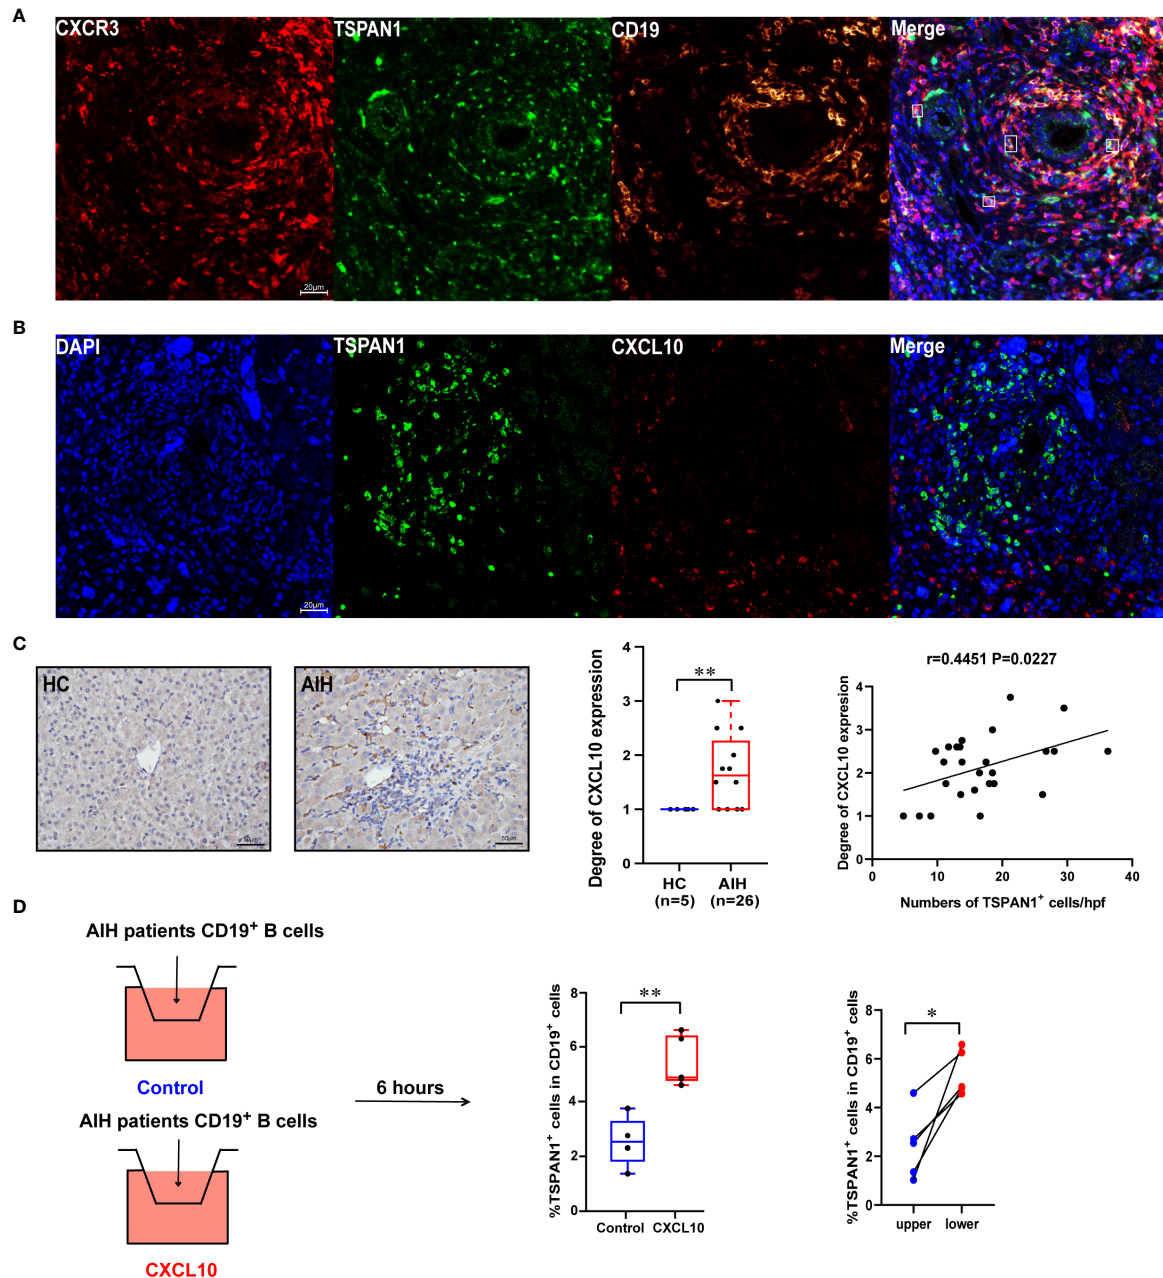 A
CXCR3 TSPAN1 CD19 Merge
20μm
B
DAPI TSPAN1 CXCL10 Merge
20μm
C
HC AIH
50μm
Degree of CXCL10 expression
4
3
2
1
0
**
HC AIH
(n=5) (n=26)
r=0.4451 P=0.0227
Degree of CXCL10 expression
4
3
2
1
0
0 10 20 30 40
Numbers of TSPAN1⁺ cells/hpf
D
AIH patients CD19⁺ B cells
Control
AIH patients CD19⁺ B cells
CXCL10
6 hours
%TSPAN1⁺ cells in CD19⁺ cells
8
6
4
2
0
**
Control CXCL10
%TSPAN1⁺ cells in CD19⁺ cells
8
6
4
2
0
*
upper lower